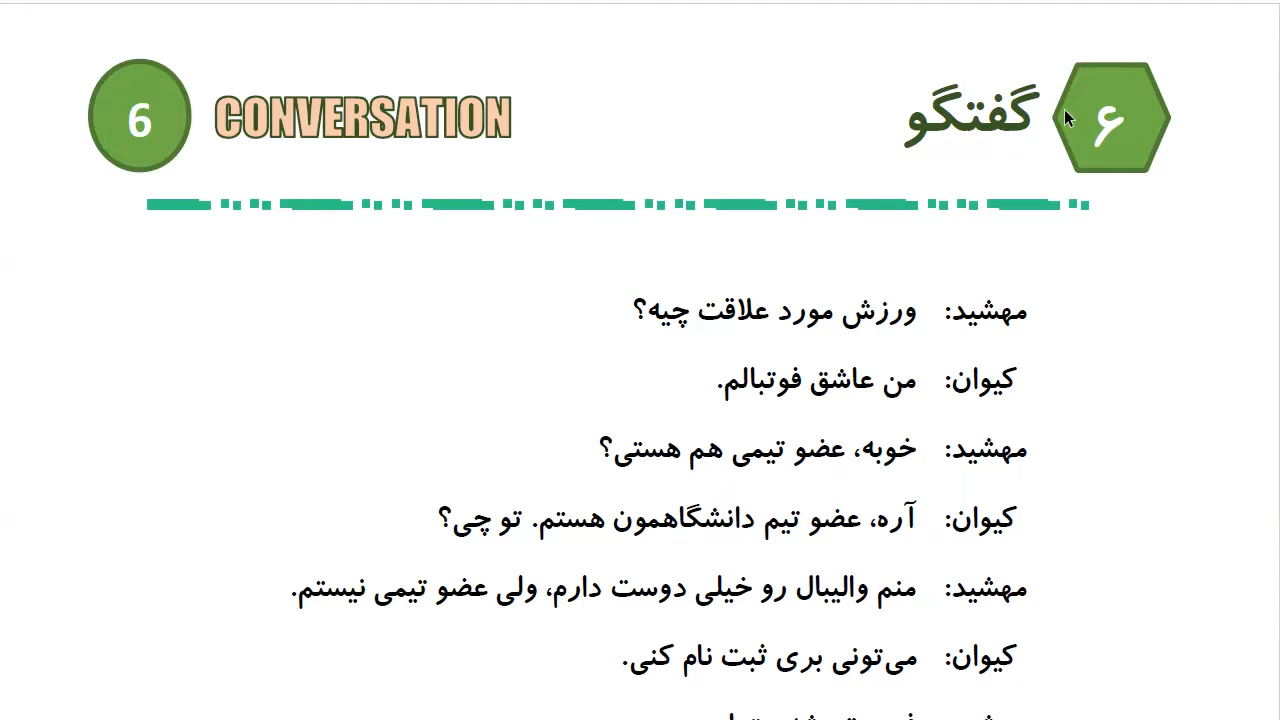 6 CONVERSATION گفتگو ۶
مهشید: ورزش مورد علاقت چیه؟
کیوان: من عاشق فوتبالم.
مهشید: خوبه، عضو تیمی هم هستی؟
کیوان: آره، عضو تیم دانشگاهمون هستم. تو چی؟
مهشید: منم والیبال رو خیلی دوست دارم، ولی عضو تیمی نیستم.
کیوان: می‌تونی بری ثبت نام کنی.